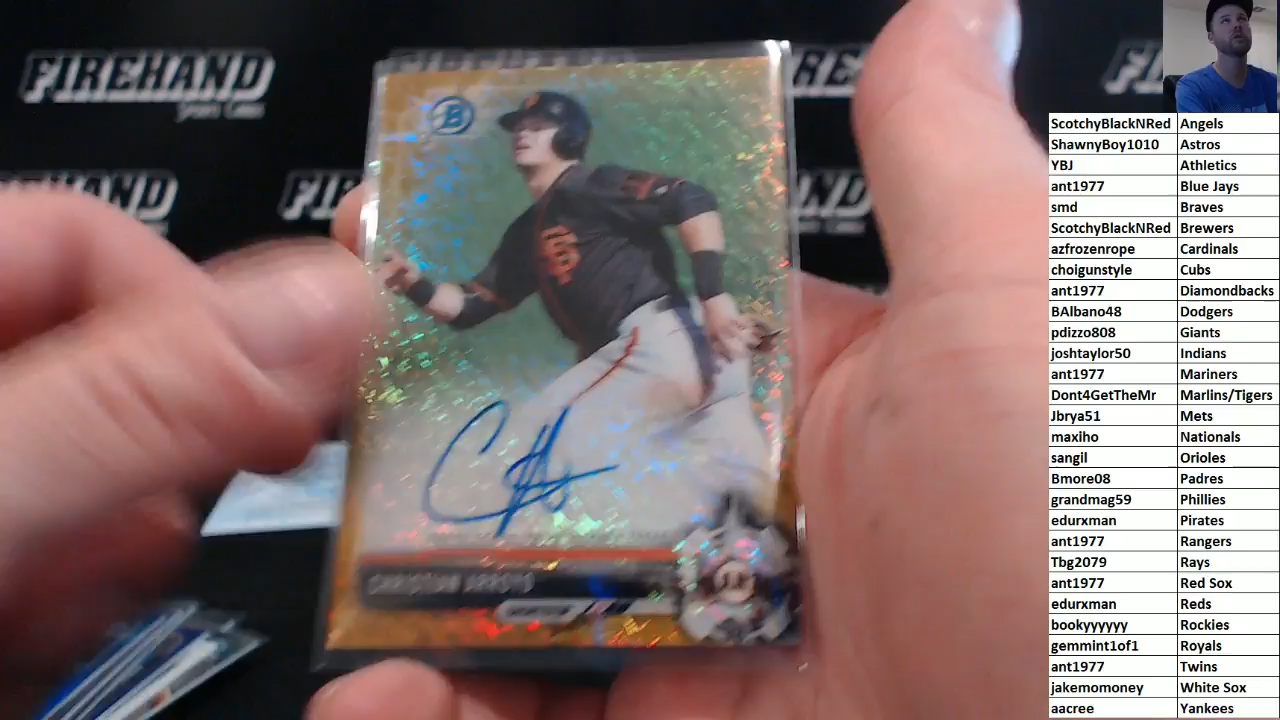 FIREHAND
FIREHAND
B
SF
CHRISTIAN ARROYO
ScotchyBlackNRed Angels
ShawnyBoy1010 Astros
YBJ Athletics
ant1977 Blue Jays
smd Braves
ScotchyBlackNRed Brewers
azfrozenrope Cardinals
choigunstyle Cubs
ant1977 Diamondbacks
BAlbano48 Dodgers
pdizzo808 Giants
joshtaylor50 Indians
ant1977 Mariners
Dont4GetTheMr Marlins/Tigers
Jbrya51 Mets
maxiho Nationals
sangil Orioles
Bmore08 Padres
grandmag59 Phillies
edurxman Pirates
ant1977 Rangers
Tbg2079 Rays
ant1977 Red Sox
edurxman Reds
bookyyyyyy Rockies
gemmint1of1 Royals
ant1977 Twins
jakemomoney White Sox
aacree Yankees